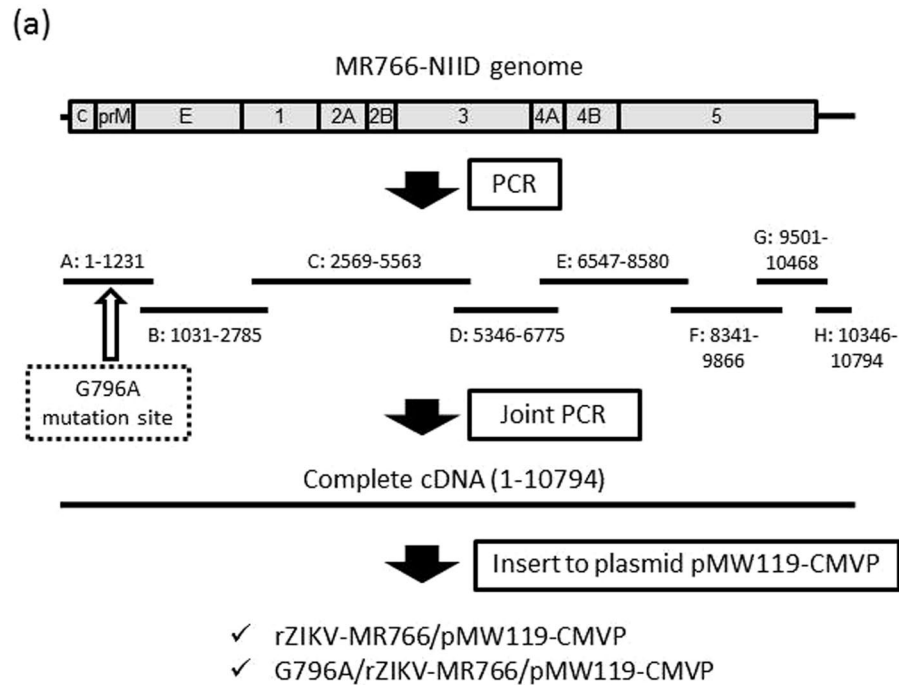 (a)
MR766-NIID genome
C prM E 1 2A 2B 3 4A 4B 5
PCR
A: 1-1231
C: 2569-5563
E: 6547-8580
G: 9501-
10468
B: 1031-2785
D: 5346-6775
F: 8341-
9866
H: 10346-
10794
G796A
mutation site
Joint PCR
Complete cDNA (1-10794)
Insert to plasmid pMW119-CMVP
✓ rZIKV-MR766/pMW119-CMVP
✓ G796A/rZIKV-MR766/pMW119-CMVP